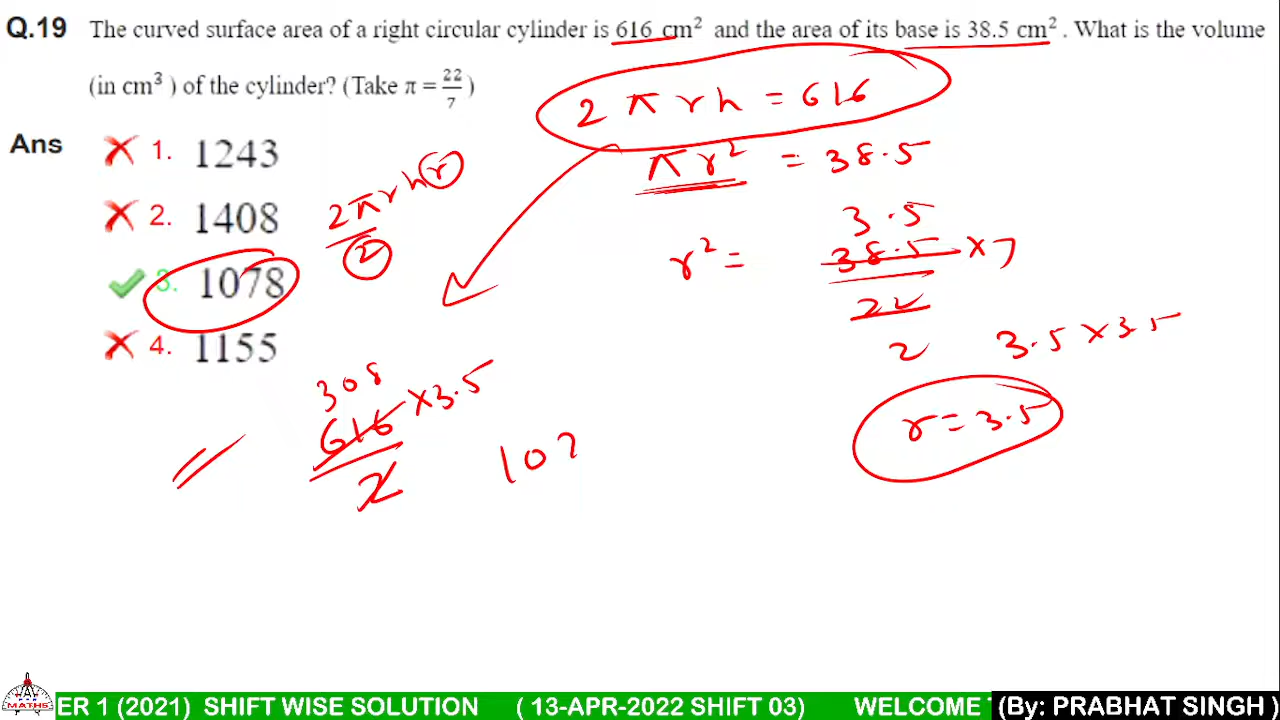 Q.19 The curved surface area of a right circular cylinder is 616 cm² and the area of its base is 38.5 cm². What is the volume
(in cm³) of the cylinder? (Take π = 22/7)
2πrh = 616
Ans
1. 1243
2. 1408
3. 1078
4. 1155
2πrh r
2
πr² = 38.5
3.5
r² = 38.5 × 7
22
2
3.5 × 3.5
r = 3.5
308
616 × 3.5
2
107
MATHS
ER 1 (2021) SHIFT WISE SOLUTION ( 13-APR-2022 SHIFT 03) WELCOME (By: PRABHAT SINGH )